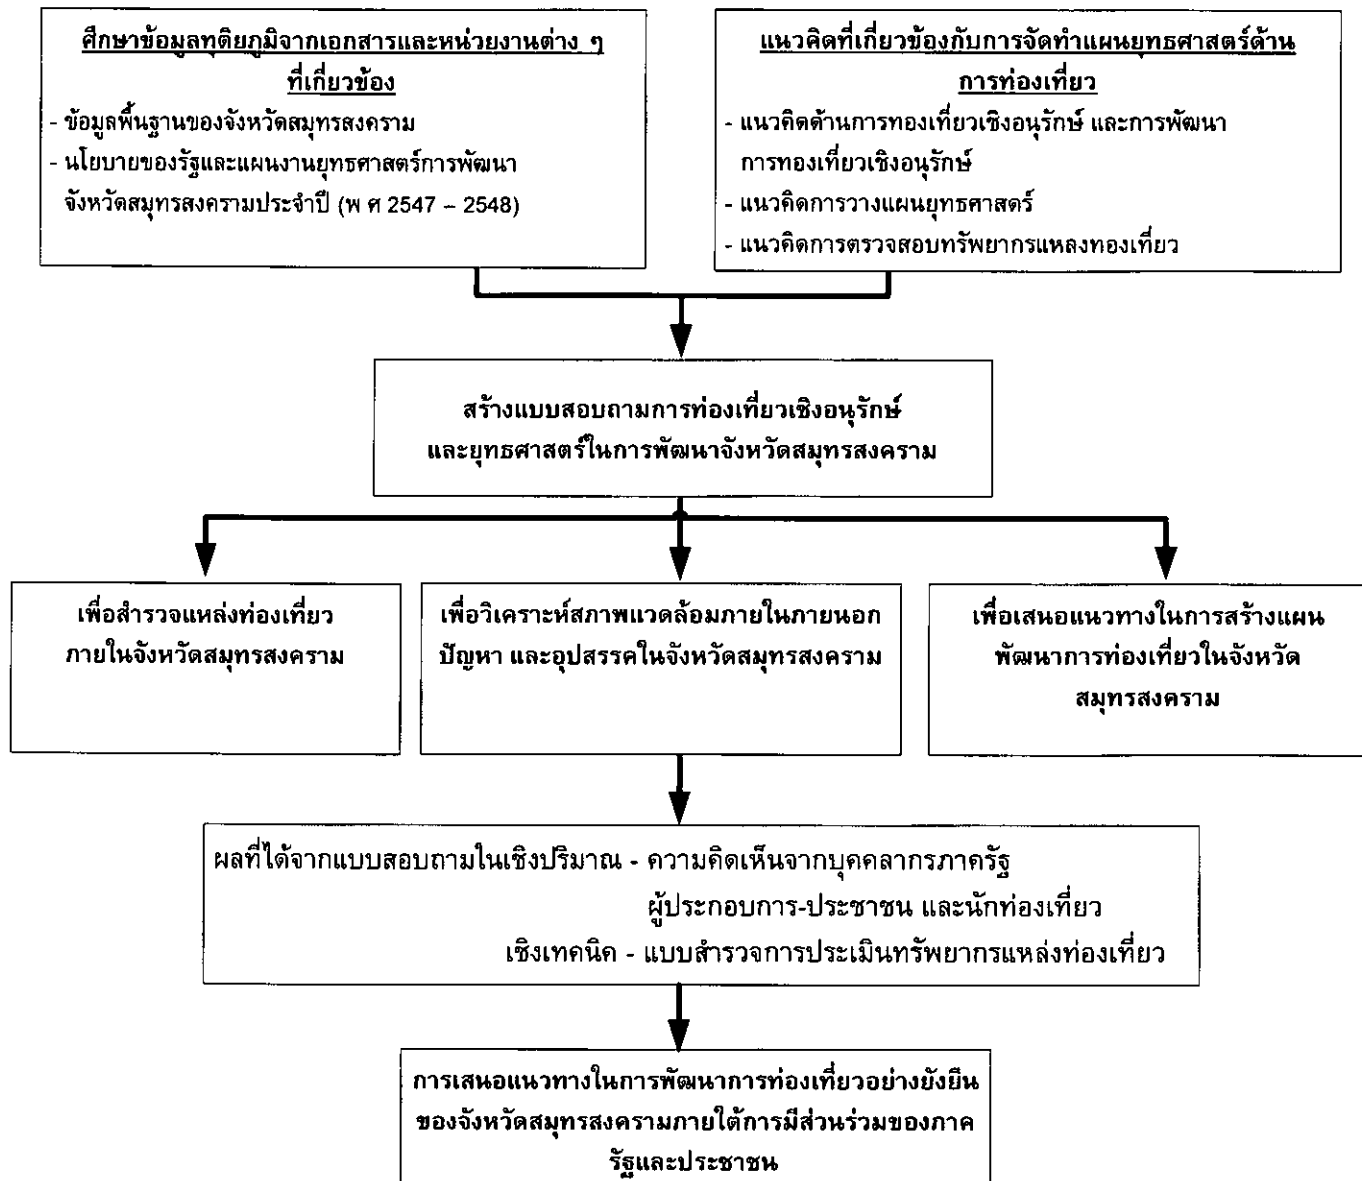 ศึกษาข้อมูลทุติยภูมิจากเอกสารและหน่วยงานต่าง ๆ
ที่เกี่ยวข้อง
- ข้อมูลพื้นฐานของจังหวัดสมุทรสงคราม
- นโยบายของรัฐและแผนงานยุทธศาสตร์การพัฒนา
จังหวัดสมุทรสงครามประจำปี (พ ศ 2547 – 2548)
แนวคิดที่เกี่ยวข้องกับการจัดทำแผนยุทธศาสตร์ด้าน
การท่องเที่ยว
- แนวคิดด้านการทองเที่ยวเชิงอนุรักษ์ และการพัฒนา
การทองเที่ยวเชิงอนุรักษ์
- แนวคิดการวางแผนยุทธศาสตร์
- แนวคิดการตรวจสอบทรัพยากรแหลงทองเที่ยว
สร้างแบบสอบถามการท่องเที่ยวเชิงอนุรักษ์
และยุทธศาสตร์ในการพัฒนาจังหวัดสมุทรสงคราม
เพื่อสำรวจแหล่งท่องเที่ยว
ภายในจังหวัดสมุทรสงคราม
เพื่อวิเคราะห์สภาพแวดล้อมภายในภายนอก
ปัญหา และอุปสรรคในจังหวัดสมุทรสงคราม
เพื่อเสนอแนวทางในการสร้างแผน
พัฒนาการท่องเที่ยวในจังหวัด
สมุทรสงคราม
ผลที่ได้จากแบบสอบถามในเชิงปริมาณ - ความคิดเห็นจากบุคคลากรภาครัฐ
ผู้ประกอบการ-ประชาชน และนักท่องเที่ยว
เชิงเทคนิค - แบบสำรวจการประเมินทรัพยากรแหล่งท่องเที่ยว
การเสนอแนวทางในการพัฒนาการท่องเที่ยวอย่างยั่งยืน
ของจังหวัดสมุทรสงครามภายใต้การมีส่วนร่วมของภาค
รัฐและประชาชน